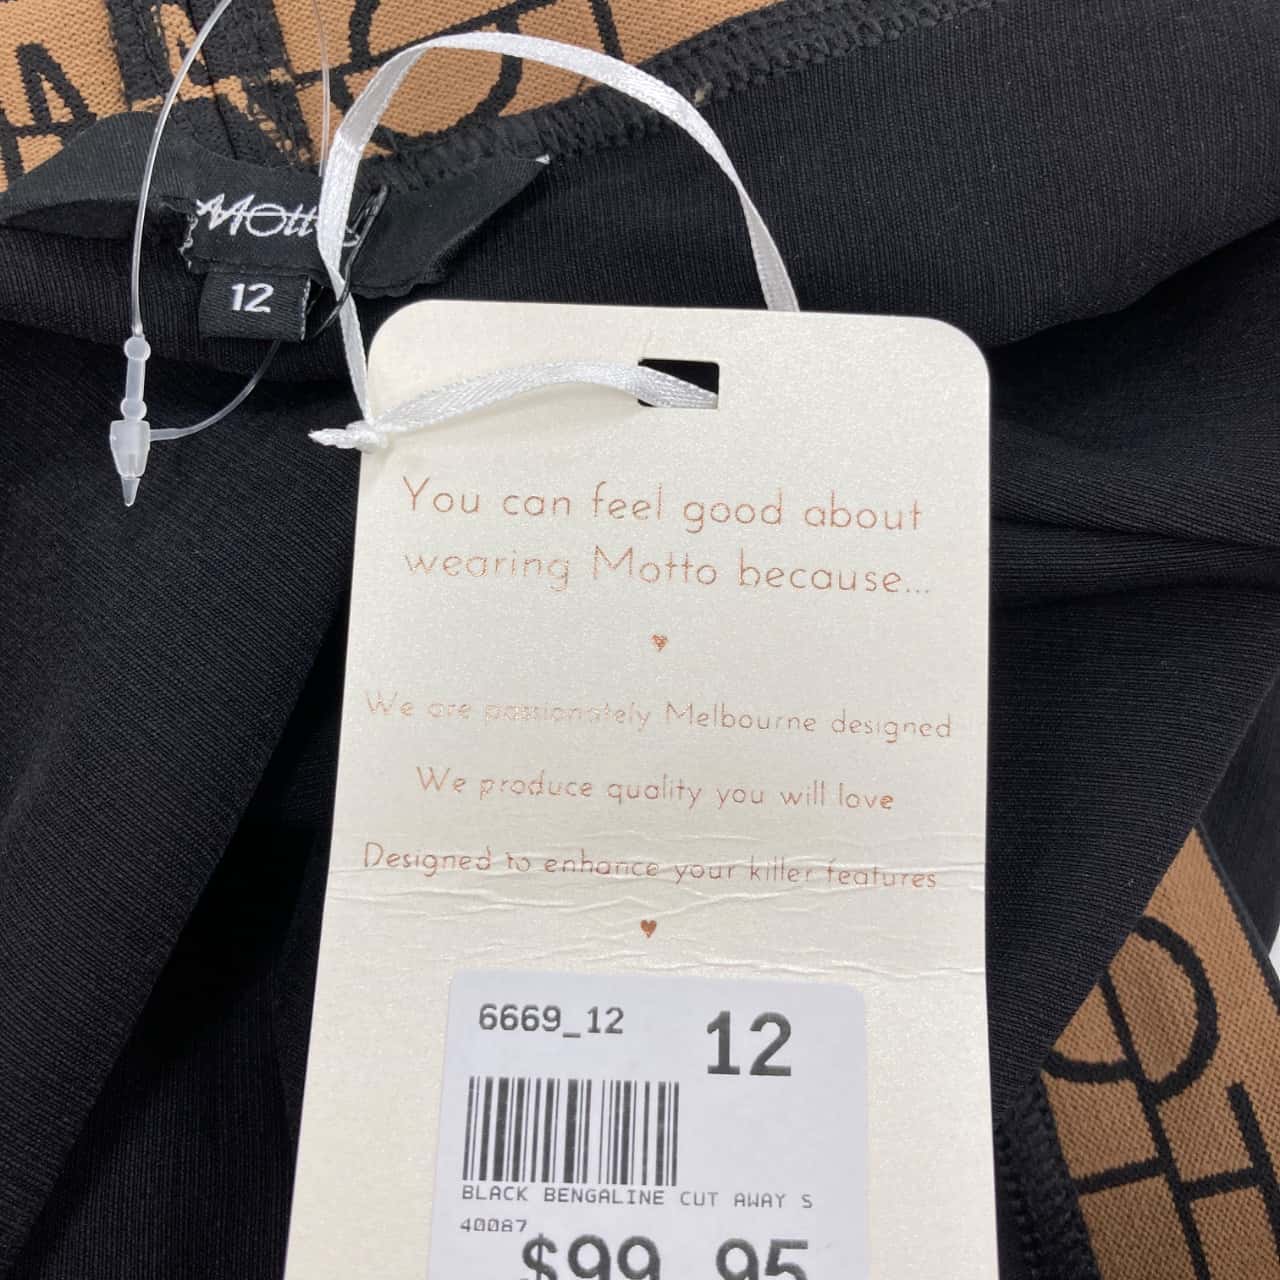 Motto
12
You can feel good about
wearing Motto because...
We are passionately Melbourne designed
We produce quality you will love
Designed to enhance your killer features
6669_12 12
BLACK BENGALINE CUT AWAY S
40087
$99.95